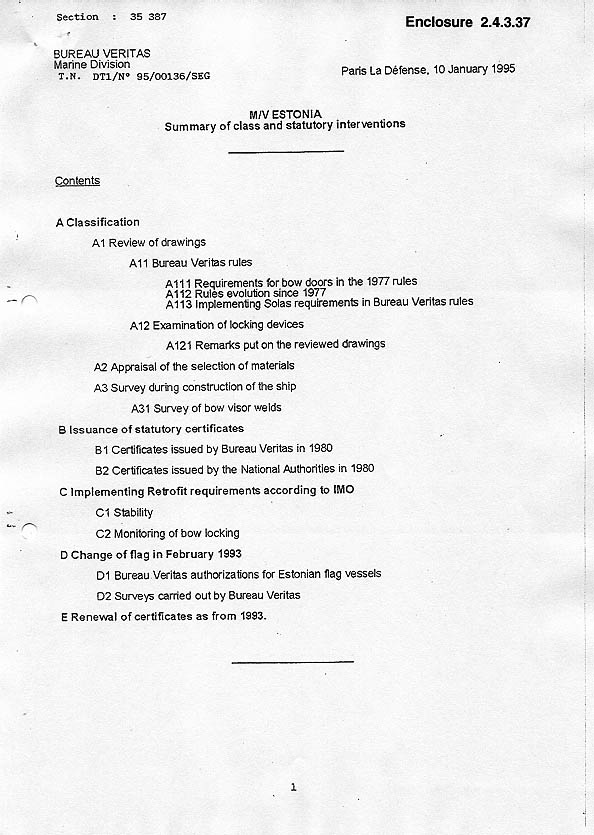 Section : 35 387
Enclosure 2.4.3.37
BUREAU VERITAS
Marine Division
T.N. DT1/N° 95/00136/SEG
Paris La Défense, 10 January 1995
M/V ESTONIA
Summary of class and statutory interventions
Contents
A Classification
A1 Review of drawings
A11 Bureau Veritas rules
A111 Requirements for bow doors in the 1977 rules
A112 Rules evolution since 1977
A113 Implementing Solas requirements in Bureau Veritas rules
A12 Examination of locking devices
A121 Remarks put on the reviewed drawings
A2 Appraisal of the selection of materials
A3 Survey during construction of the ship
A31 Survey of bow visor welds
B Issuance of statutory certificates
B1 Certificates issued by Bureau Veritas in 1980
B2 Certificates issued by the National Authorities in 1980
C Implementing Retrofit requirements according to IMO
C1 Stability
C2 Monitoring of bow locking
D Change of flag in February 1993
D1 Bureau Veritas authorizations for Estonian flag vessels
D2 Surveys carried out by Bureau Veritas
E Renewal of certificates as from 1993.
1